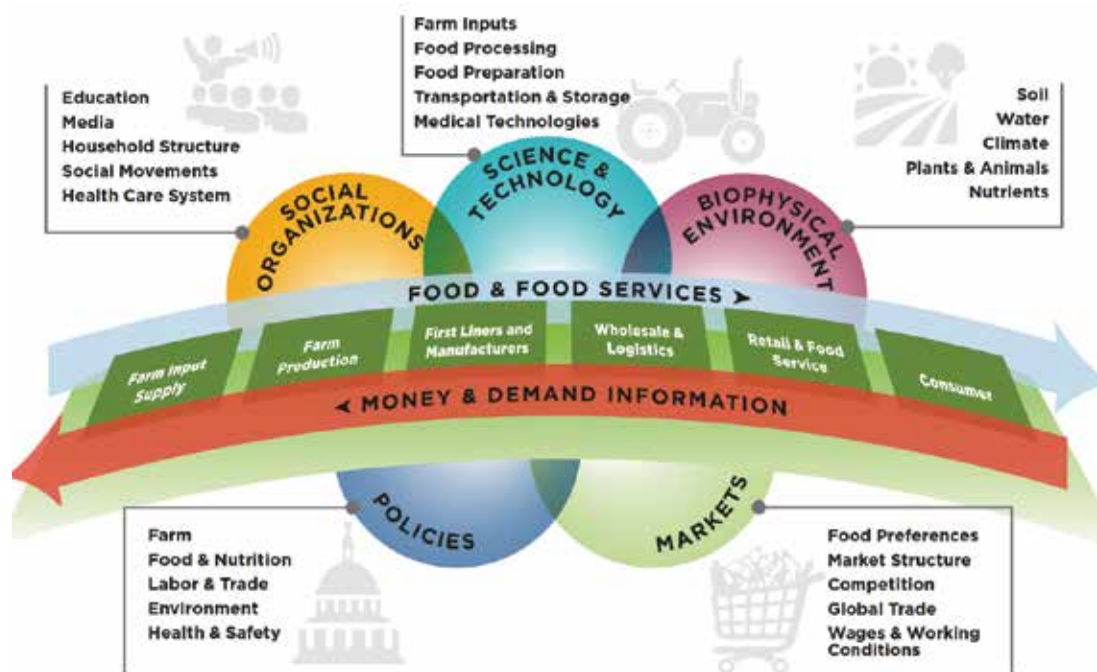 Farm Inputs
Food Processing
Food Preparation
Transportation & Storage
Medical Technologies
Education
Media
Household Structure
Social Movements
Health Care System
Soil
Water
Climate
Plants & Animals
Nutrients
SOCIAL
ORGANIZATIONS
SCIENCE &
TECHNOLOGY
BIOPHYSICAL
ENVIRONMENT
FOOD & FOOD SERVICES
Farm Input
Supply
Farm
Production
First Liners and
Manufacturers
Wholesale &
Logistics
Retail & Food
Service
Consumer
MONEY & DEMAND INFORMATION
POLICIES
MARKETS
Farm
Food & Nutrition
Labor & Trade
Environment
Health & Safety
Food Preferences
Market Structure
Competition
Global Trade
Wages & Working
Conditions